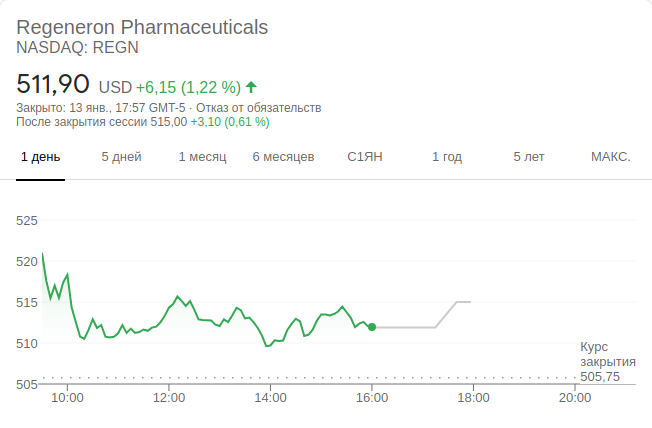 Regeneron Pharmaceuticals
NASDAQ: REGN
511,90 USD +6,15 (1,22 %)
Закрыто: 13 янв., 17:57 GMT-5 · Отказ от обязательств
После закрытия сессии 515,00 +3,10 (0,61 %)
1 день 5 дней 1 месяц 6 месяцев С1ЯН 1 год 5 лет МАКС.
525
520
515
510
Курс
закрытия
505,75
505
10:00 12:00 14:00 16:00 18:00 20:00